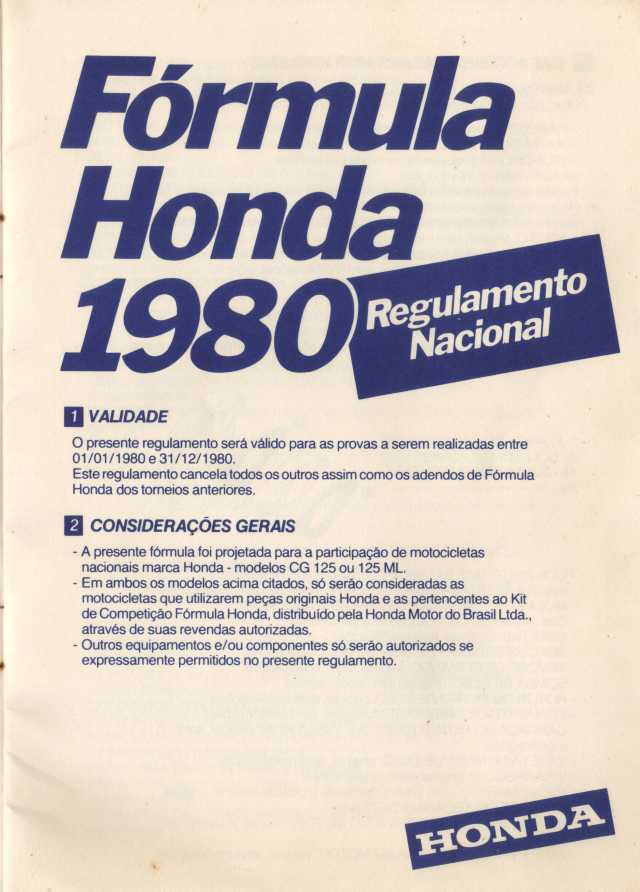 Fórmula
Honda
1980
Regulamento
Nacional
1 VALIDADE
O presente regulamento será válido para as provas a serem realizadas entre
01/01/1980 e 31/12/1980.
Este regulamento cancela todos os outros assim como os adendos de Fórmula
Honda dos torneios anteriores.
2 CONSIDERAÇÕES GERAIS
- A presente fórmula foi projetada para a participação de motocicletas
nacionais marca Honda - modelos CG 125 ou 125 ML.
- Em ambos os modelos acima citados, só serão consideradas as
motocicletas que utilizarem peças originais Honda e as pertencentes ao Kit
de Competição Fórmula Honda, distribuído pela Honda Motor do Brasil Ltda.,
através de suas revendas autorizadas.
- Outros equipamentos e/ou componentes só serão autorizados se
expressamente permitidos no presente regulamento.
HONDA